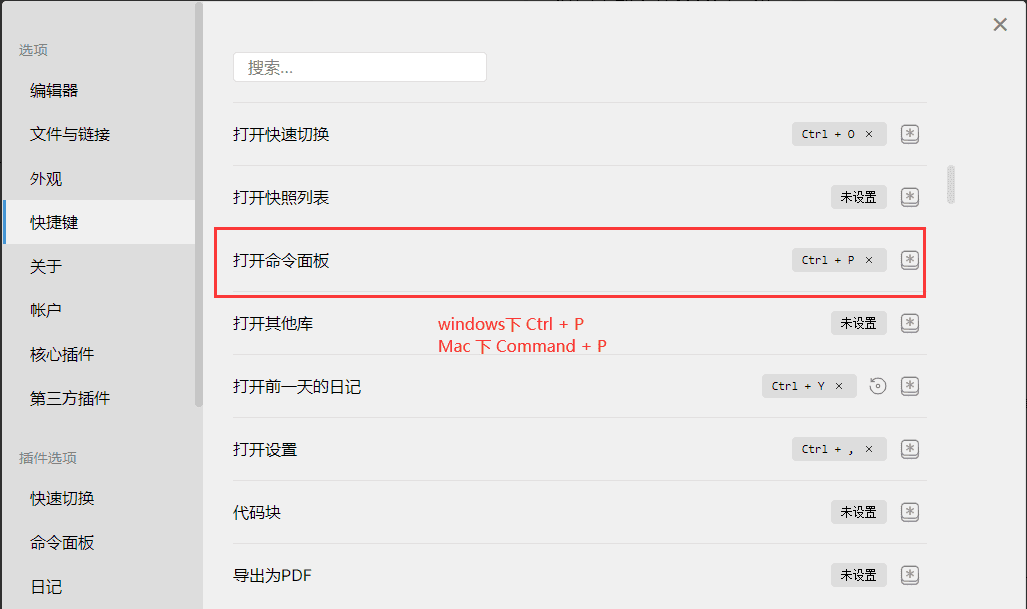 选项
编辑器
文件与链接
外观
快捷键
关于
帐户
核心插件
第三方插件
插件选项
快速切换
命令面板
日记
搜索...
打开快速切换 Ctrl + O ×
打开快照列表 未设置
打开命令面板 Ctrl + P ×
打开其他库 未设置
windows下 Ctrl + P
Mac 下 Command + P
打开前一天的日记 Ctrl + Y ×
打开设置 Ctrl + , ×
代码块 未设置
导出为PDF 未设置